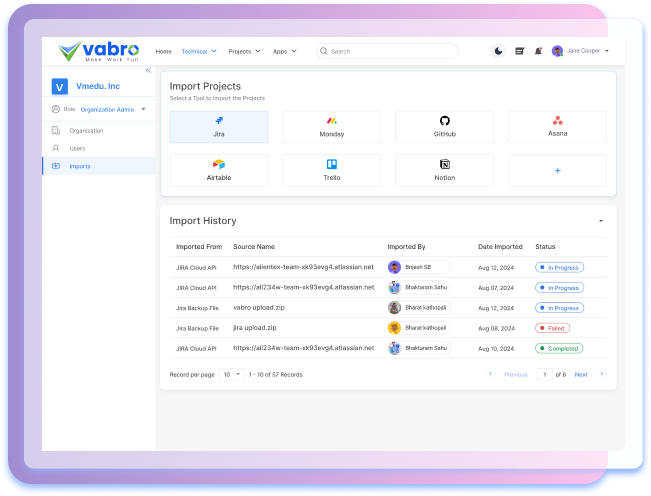 vabro
Make Work Fun
Home Technical Projects Apps Search Jane Cooper
V Vmedu. Inc
Role Organization Admin
Organization
Users
Imports
Import Projects
Select a Tool to Import the Projects
Jira Monday GitHub Asana
Airtable Trello Notion +
Import History
Imported From Source Name Imported By Date Imported Status
JIRA Cloud API https://alientex-team-xk93evg4.atlassian.net Brijesh SB Aug 12, 2024 In Progress
JIRA Cloud API https://ali234w-team-xk93evg4.atlassian.net Bhaktaram Sahu Aug 07, 2024 In Progress
Jira Backup File vabro upload.zip Bharat kathopali Aug 12, 2024 In Progress
Jira Backup File jira upload.zip Bharat kathopali Aug 08, 2024 Failed
JIRA Cloud API https://ali234w-team-xk93evg4.atlassian.net Bhaktaram Sahu Aug 10, 2024 Completed
Record per page 10 1 - 10 of 57 Records Previous 1 of 6 Next